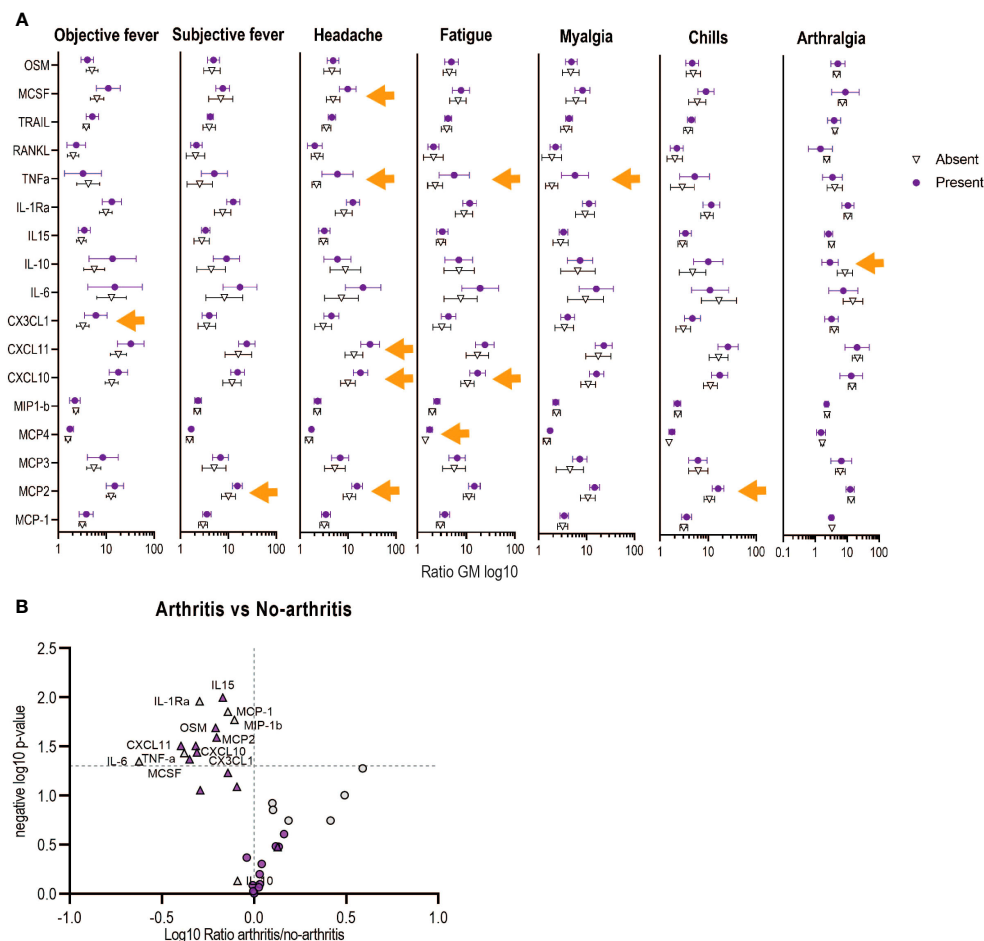 A
Objective fever Subjective fever Headache Fatigue Myalgia Chills Arthralgia
OSM
MCSF
TRAIL
RANKL
TNFa
IL-1Ra
IL15
IL-10
IL-6
CX3CL1
CXCL11
CXCL10
MIP1-b
MCP4
MCP3
MCP2
MCP-1
Absent
Present
1 10 100 1 10 100 1 10 100 1 10 100 1 10 100 1 10 100 0.1 1 10 100
Ratio GM log10
B
Arthritis vs No-arthritis
2.5
2.0
1.5
1.0
0.5
0.0
negative log10 p-value
IL15
IL-1Ra
MCP-1
MIP-1b
OSM
MCP2
CXCL11
CXCL10
TNF-a
CX3CL1
IL-6
MCSF
-1.0 -0.5 0.0 0.5 1.0
Log10 Ratio arthritis/no-arthritis